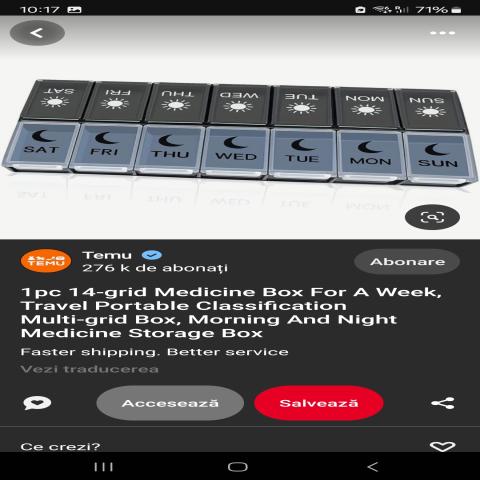 10:17
71%
SAT FRI THU WED TUE MON SUN
SAT FRI THU WED TUE MON SUN
TEMU
Temu
276 k de abonați
Abonare
1pc 14-grid Medicine Box For A Week,
Travel Portable Classification
Multi-grid Box, Morning And Night
Medicine Storage Box
Faster shipping. Better service
Vezi traducerea
Accesează
Salvează
Ce crezi?